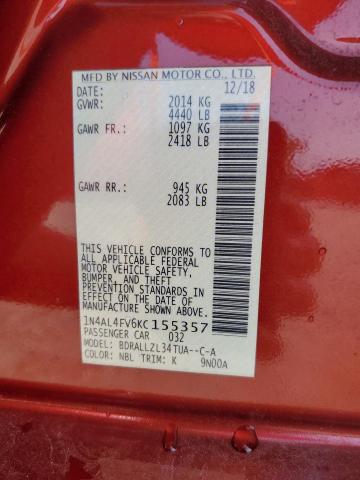 MFD BY NISSAN MOTOR CO., LTD.
DATE: 12/18
GVWR: 2014 KG
4440 LB
GAWR FR.: 1097 KG
2418 LB
GAWR RR.: 945 KG
2083 LB
THIS VEHICLE CONFORMS TO
ALL APPLICABLE FEDERAL
MOTOR VEHICLE SAFETY,
BUMPER, AND THEFT
PREVENTION STANDARDS IN
EFFECT ON THE DATE OF
MANUFACTURE SHOWN ABOVE.
1N4AL4FV6KC155357
PASSENGER CAR 032
MODEL: BDRALLZL34TUA--C-A
COLOR: NBL TRIM: K 9N00A